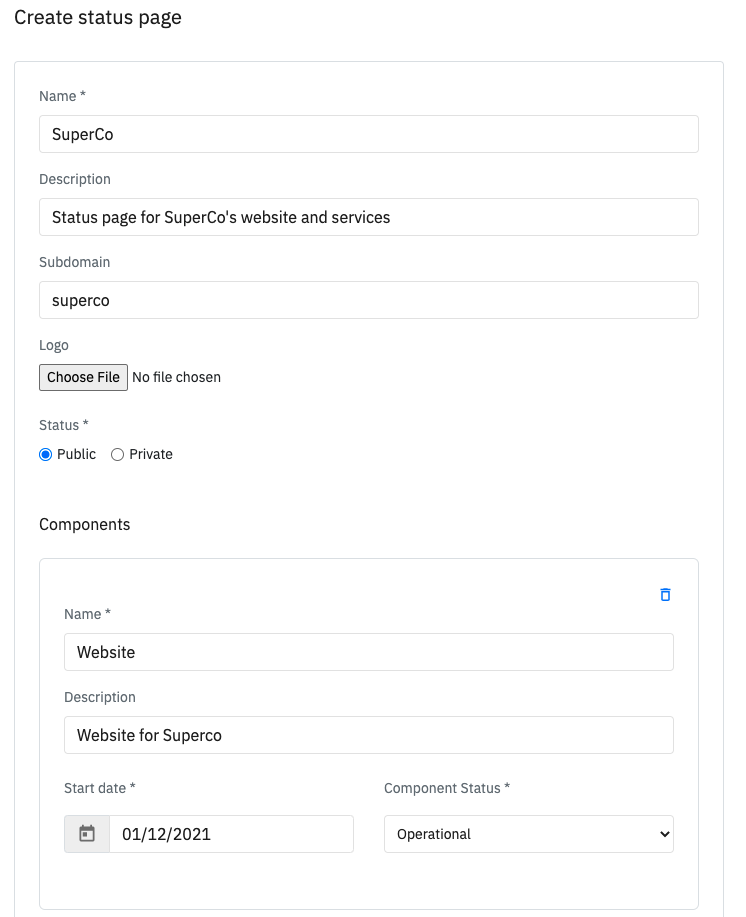 Create status page
Name *
SuperCo
Description
Status page for SuperCo's website and services
Subdomain
superco
Logo
Choose File No file chosen
Status *
Public Private
Components
Name *
Website
Description
Website for Superco
Start date * Component Status *
01/12/2021 Operational